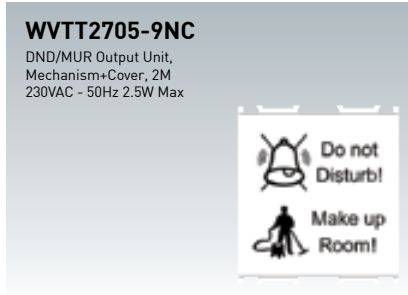 WVTT2705-9NC
DND/MUR Output Unit,
Mechanism+Cover, 2M
230VAC - 50Hz 2.5W Max
Do not
Disturb!
Make up
Room!